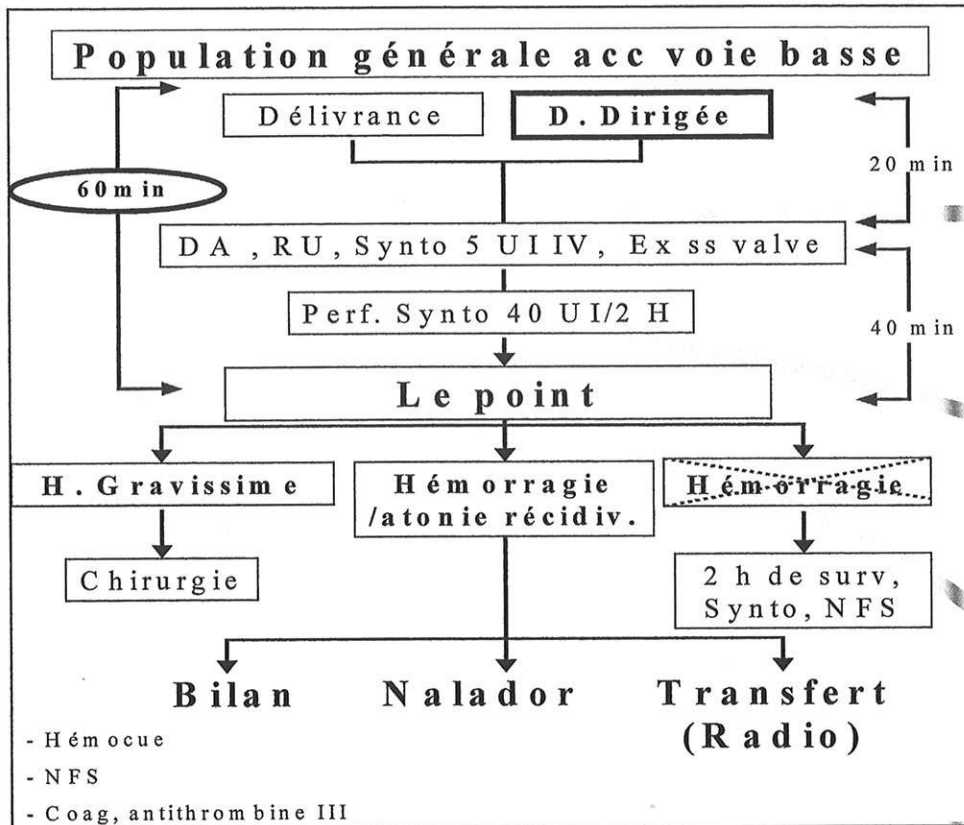 Population générale acc voie basse
Délivrance
D. Dirigée
20 min
60min
DA , RU, Synto 5 UI IV, Ex ss valve
Perf. Synto 40 UI/2 H
40 min
Le point
H. Gravissime
Hémorragie
/atonie récidiv.
Hémorragie
Chirurgie
2 h de surv,
Synto, NFS
Bilan
Nalador
Transfert
(Radio)
- Hémocue
- NFS
- Coag, antithrombine III